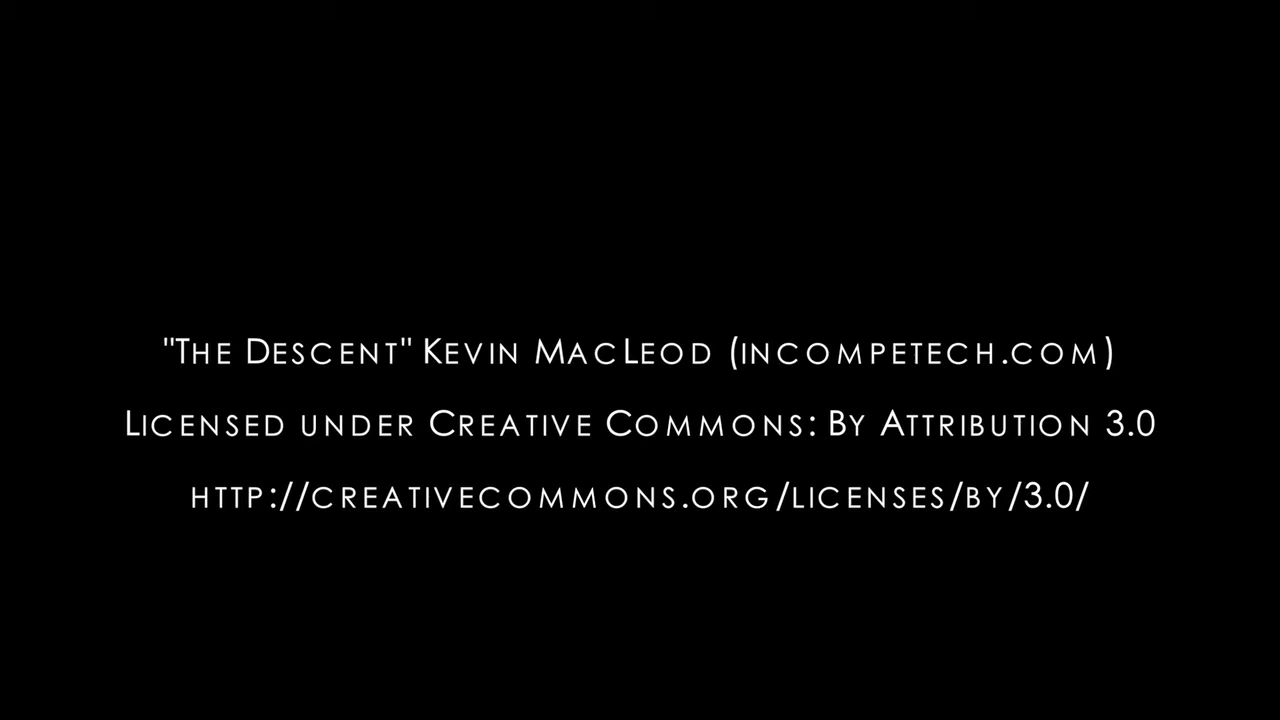 "The Descent" Kevin MacLeod (incompetech.com)
Licensed under Creative Commons: By Attribution 3.0
http://creativecommons.org/licenses/by/3.0/